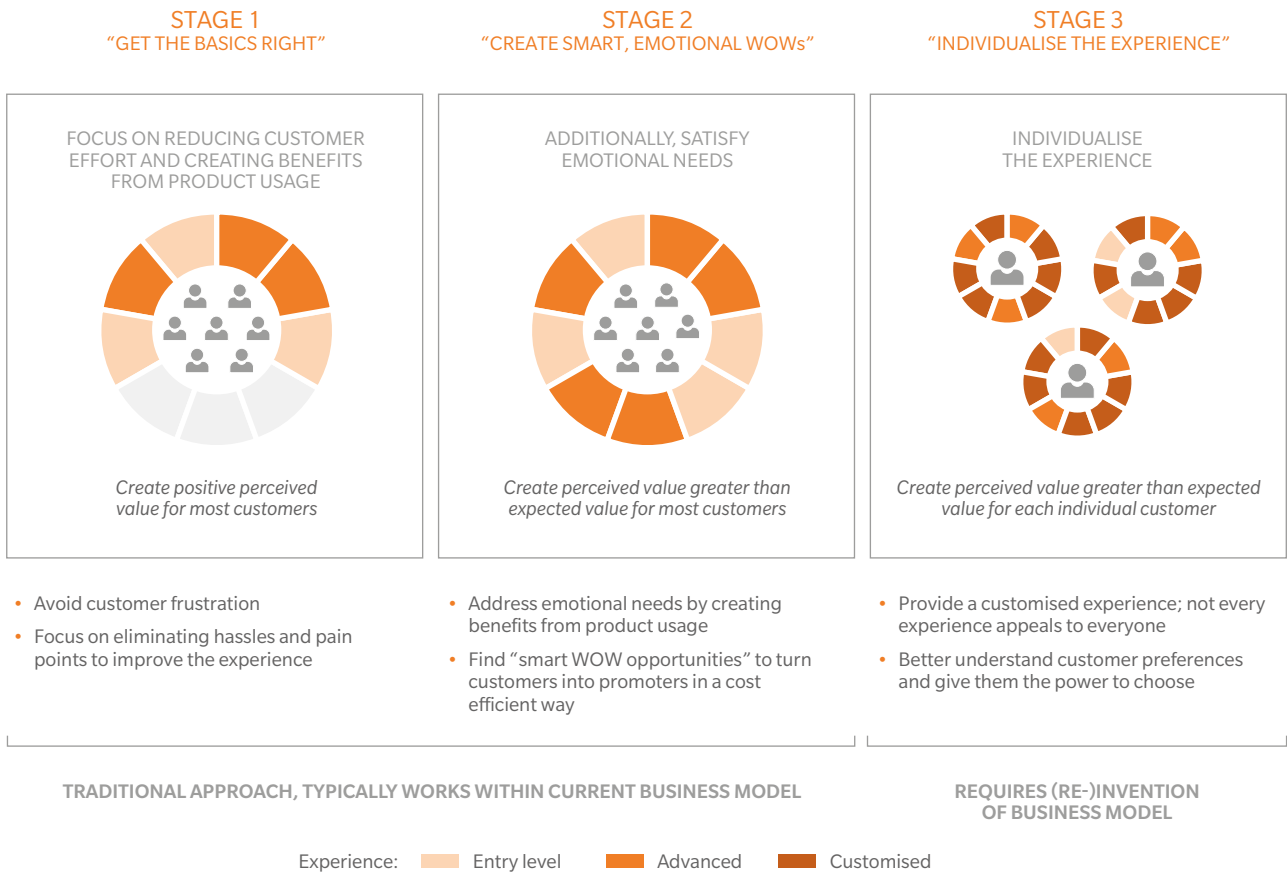 STAGE 1
“GET THE BASICS RIGHT”
STAGE 2
“CREATE SMART, EMOTIONAL WOWs”
STAGE 3
“INDIVIDUALISE THE EXPERIENCE”
FOCUS ON REDUCING CUSTOMER
EFFORT AND CREATING BENEFITS
FROM PRODUCT USAGE
Create positive perceived
value for most customers
ADDITIONALLY, SATISFY
EMOTIONAL NEEDS
Create perceived value greater than
expected value for most customers
INDIVIDUALISE
THE EXPERIENCE
Create perceived value greater than expected
value for each individual customer
• Avoid customer frustration
• Focus on eliminating hassles and pain
points to improve the experience
• Address emotional needs by creating
benefits from product usage
• Find “smart WOW opportunities” to turn
customers into promoters in a cost
efficient way
• Provide a customised experience; not every
experience appeals to everyone
• Better understand customer preferences
and give them the power to choose
TRADITIONAL APPROACH, TYPICALLY WORKS WITHIN CURRENT BUSINESS MODEL
REQUIRES (RE-)INVENTION
OF BUSINESS MODEL
Experience: Entry level Advanced Customised